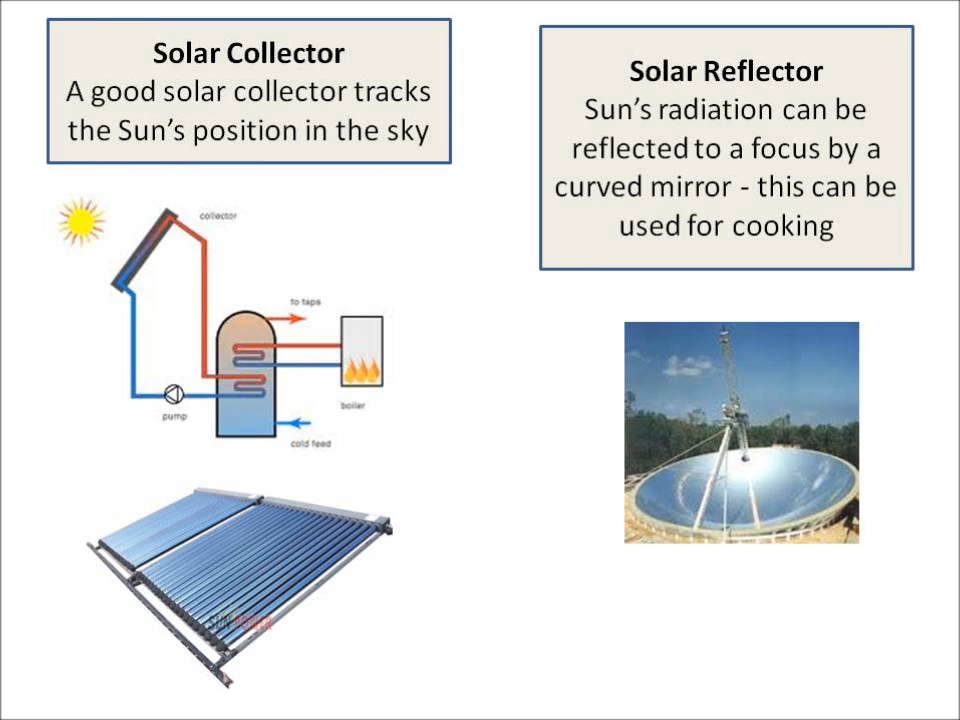 Solar Collector
A good solar collector tracks
the Sun's position in the sky
Solar Reflector
Sun's radiation can be
reflected to a focus by a
curved mirror - this can be
used for cooking
collector
to taps
boiler
pump
cold feed